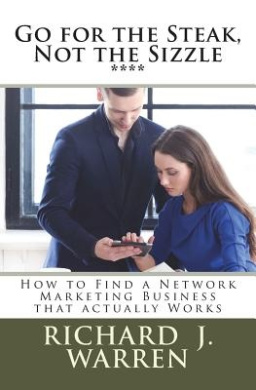 Go for the Steak,
Not the Sizzle
****
How to Find a Network
Marketing Business
that actually Works
Richard J.
Warren